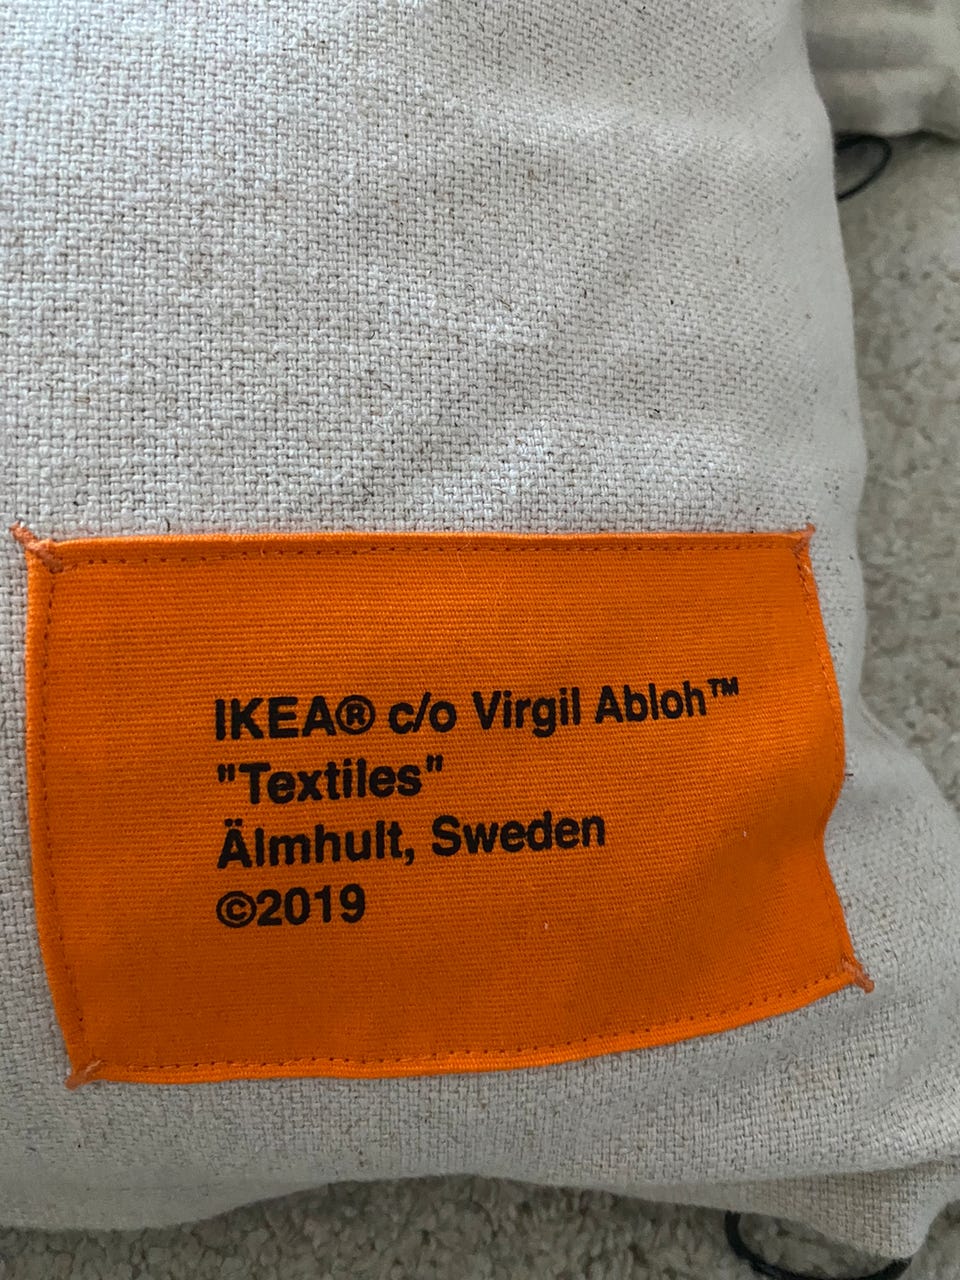 IKEA® c/o Virgil Abloh™
"Textiles"
Älmhult, Sweden
©2019